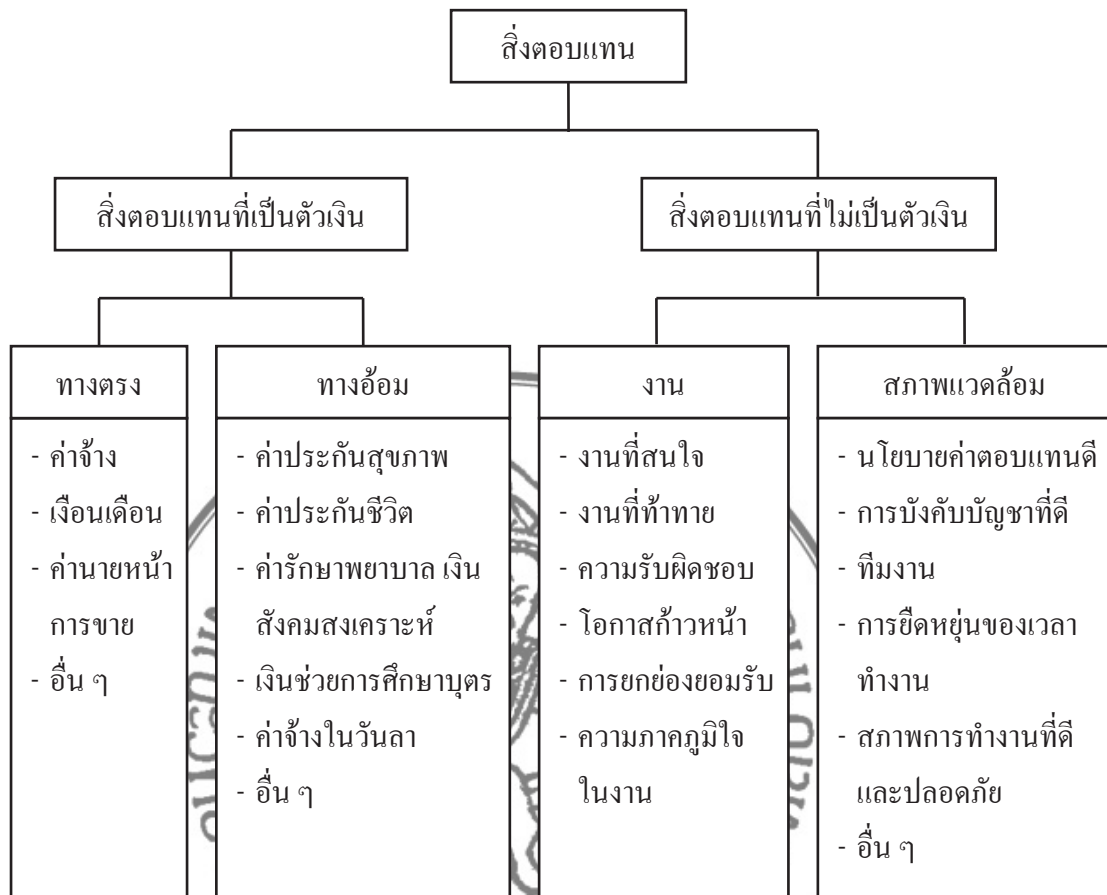 สิ่งตอบแทน
สิ่งตอบแทนที่เป็นตัวเงิน
สิ่งตอบแทนที่ไม่เป็นตัวเงิน
ทางตรง
- ค่าจ้าง
- เงือนเดือน
- ค่านายหน้า
การขาย
- อื่น ๆ
ทางอ้อม
- ค่าประกันสุขภาพ
- ค่าประกันชีวิต
- ค่ารักษาพยาบาล เงิน
สังคมสงเคราะห์
- เงินช่วยการศึกษาบุตร
- ค่าจ้างในวันลา
- อื่น ๆ
งาน
- งานที่สนใจ
- งานที่ท้าทาย
- ความรับผิดชอบ
- โอกาสก้าวหน้า
- การยกย่องยอมรับ
- ความภาคภูมิใจ
ในงาน
สภาพแวดล้อม
- นโยบายค่าตอบแทนดี
- การบังคับบัญชาที่ดี
- ทีมงาน
- การยืดหยุ่นของเวลา
ทำงาน
- สภาพการทำงานที่ดี
และปลอดภัย
- อื่น ๆ